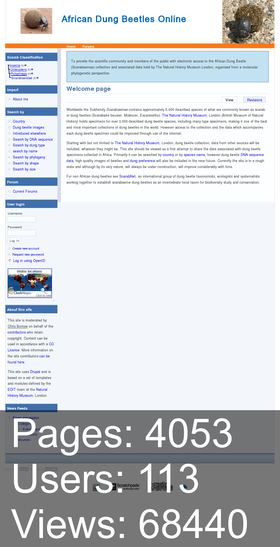 African Dung Beetles Online
Home Forums
Scarab Classification
To provide the scientific community and members of the public with electronic access to the African Dung Beetle
(Scarabaeinae) collection and associated data held by The Natural History Museum London, organized from a molecular
phylogenetic perspective.
Welcome page
View Revisions
Worldwide the Subfamily Scarabaeinae contains approximately 5,600 described species of what are commonly known as scarab
or dung beetles (Scarabidae beetles.
The Natural History Museum, London (British Museum of Natural
History) holds specimens for over 2,000 described dung beetle species, including many type specimens, making it one of the best
and most important collections of dung beetles in the world. However access to the collection and the data which accompanies
each dung beetle specimen could be improved through use of the internet.
Starting with but not limited to The Natural History Museum, London, dung beetle collection, data from other sources will be
included, wherever they might be. This site should be viewed as a first attempt to share the data associated with dung beetle
specimens collected in Africa. Primarily it can be searched by country or by species name, however dung beetle DNA sequence
data, high quality images of beetles and dung preference will also be included in the near future. Currently the site is in a rough
state and although by its very nature, will always be under construction, will improve considerably with time.
For non African dung beetles see ScarabNet, an international group of dung beetle taxonomists, ecologists and systematists
working together to establish scarabaeine dung beetles as an invertebrate focal taxon for biodiversity study and conservation.
Import
About me
Search by
Country
Dung beetle images
Introduced elsewhere
Search by DNA sequence
Search by dung type
Search by name
Search by phylogeny
Search by shape
Search by size
Forum
Current Forums
User login
Username:
Password:
Log in
Create new account
Request new password
Log in using OpenID
Visitor locations
About this site
This site is moderated by
Chris Barrow on behalf of the
contributors who retain
copyright. Content can be
used in accordance with a CC
License. More information on
the site contributors can be
found here.
This site uses Drupal and is
based on a set of templates
and modules defined by the
EDIT team at the Natural
History Museum, London.
News Feeds
Pages: 4053
Users: 113
Views: 68440